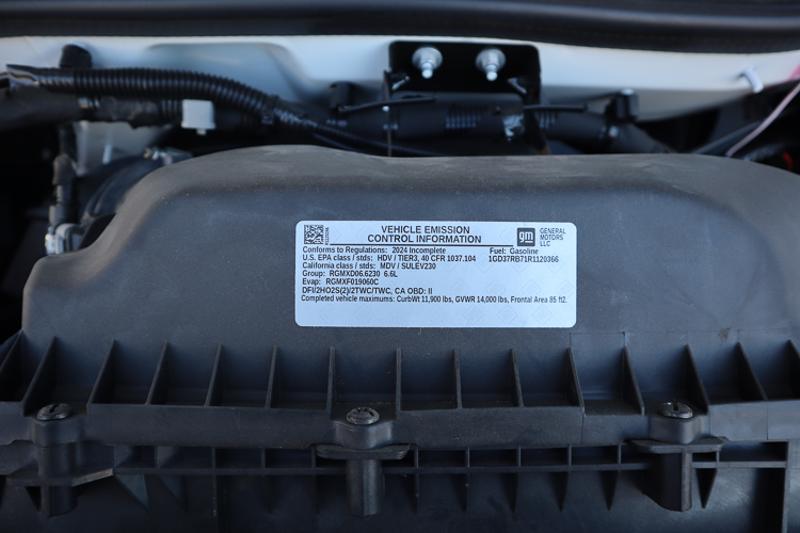 VEHICLE EMISSION
CONTROL INFORMATION
gm GENERAL MOTORS LLC
Conforms to Regulations: 2024 Incomplete Fuel: Gasoline
U.S. EPA class / stds: HDV / TIER3, 40 CFR 1037.104 1GD37RB71R1120366
California class / stds: MDV / SULEV230
Group: RGMXD06.6230 6.6L
Evap: RGMXF019060C
DFI/2HO2S(2)/2TWC/TWC, CA OBD: II
Completed vehicle maximums: CurbWt 11,900 lbs, GVWR 14,000 lbs, Frontal Area 85 ft2.